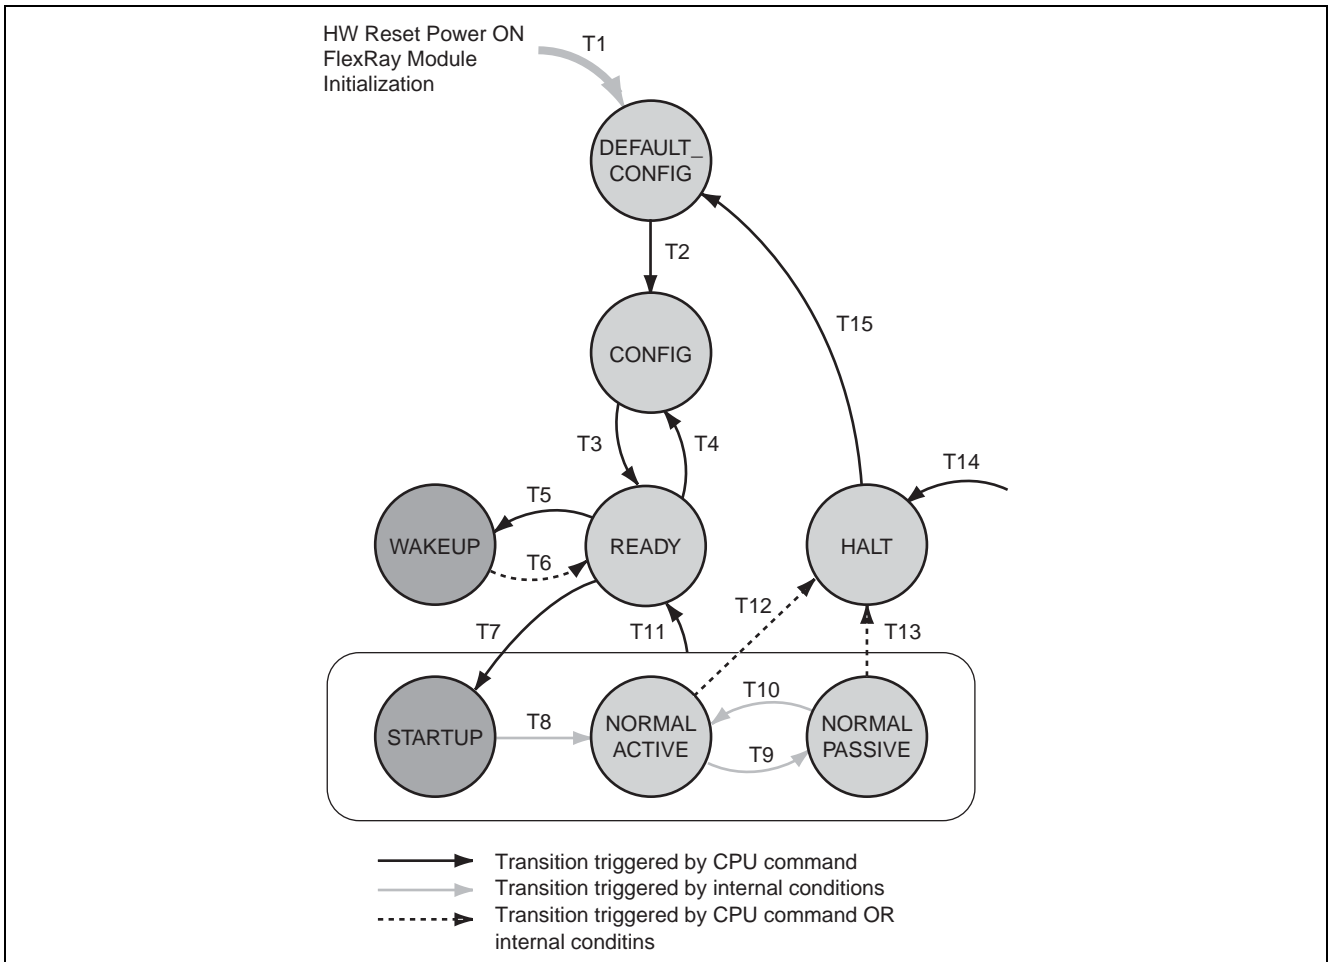 HW Reset Power ON
FlexRay Module
Initialization
T1
DEFAULT_
CONFIG
T2
T15
CONFIG
T3
T4
T14
T5
WAKEUP
READY
HALT
T6
T12
T7
T11
T13
T10
STARTUP
T8
NORMAL
ACTIVE
T9
NORMAL
PASSIVE
Transition triggered by CPU command
Transition triggered by internal conditions
Transition triggered by CPU command OR
internal conditins